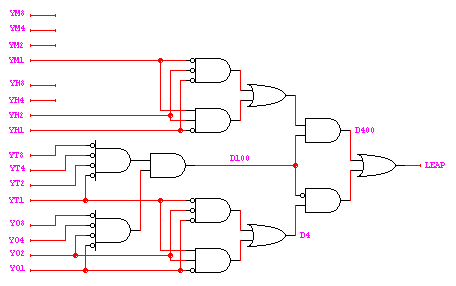 YM8
YM4
YM2
YM1
YH8
YH4
YH2
YH1
D400
YT8
D100
LEAP
YT4
YT2
YT1
YO8
D4
YO4
YO2
YO1